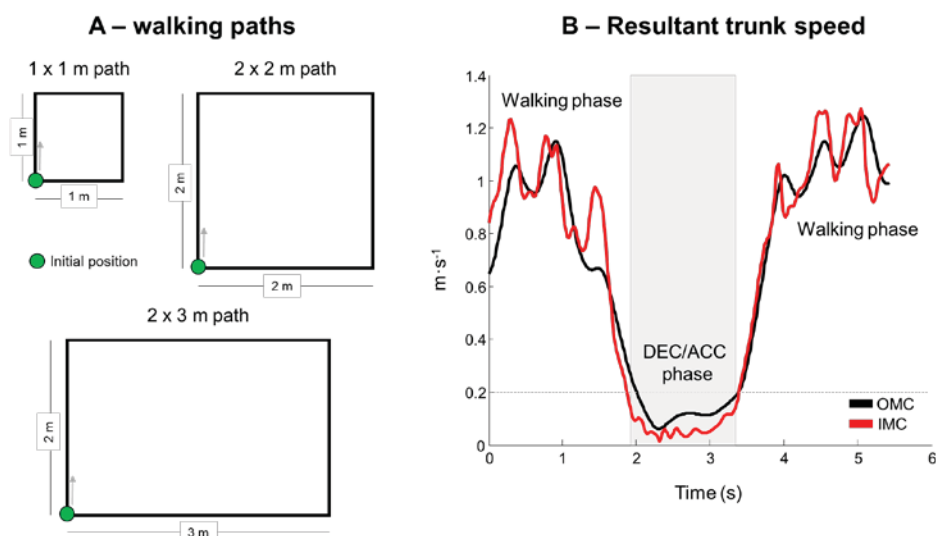 A – walking paths
1 x 1 m path
1 m
1 m
Initial position
2 x 2 m path
2 m
2 m
2 x 3 m path
2 m
3 m
B – Resultant trunk speed
m·s⁻¹
1.4
1.2
1
0.8
0.6
0.4
0.2
0
Walking phase
DEC/ACC
phase
Walking phase
OMC
IMC
0
1
2
3
4
5
6
Time (s)